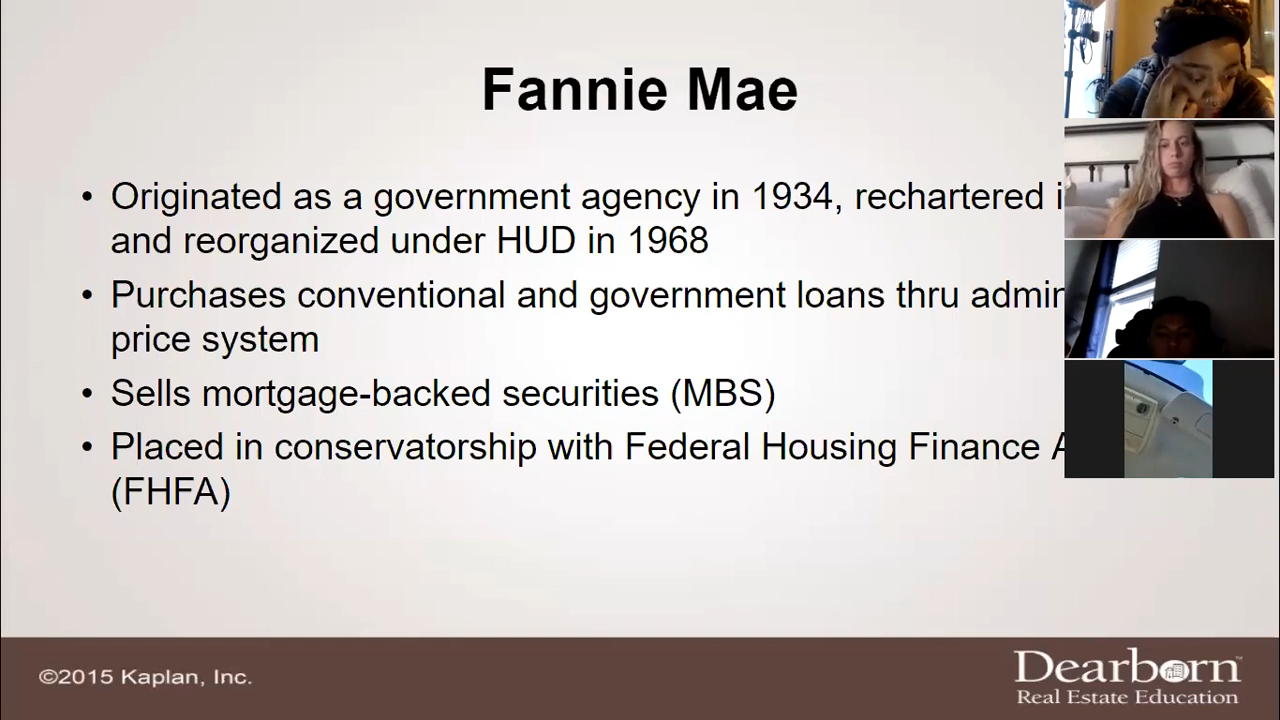 Fannie Mae
• Originated as a government agency in 1934, rechartered
and reorganized under HUD in 1968
• Purchases conventional and government loans thru
price system
• Sells mortgage-backed securities (MBS)
• Placed in conservatorship with Federal Housing Finance
(FHFA)
©2015 Kaplan, Inc.
Dearborn™
Real Estate Education